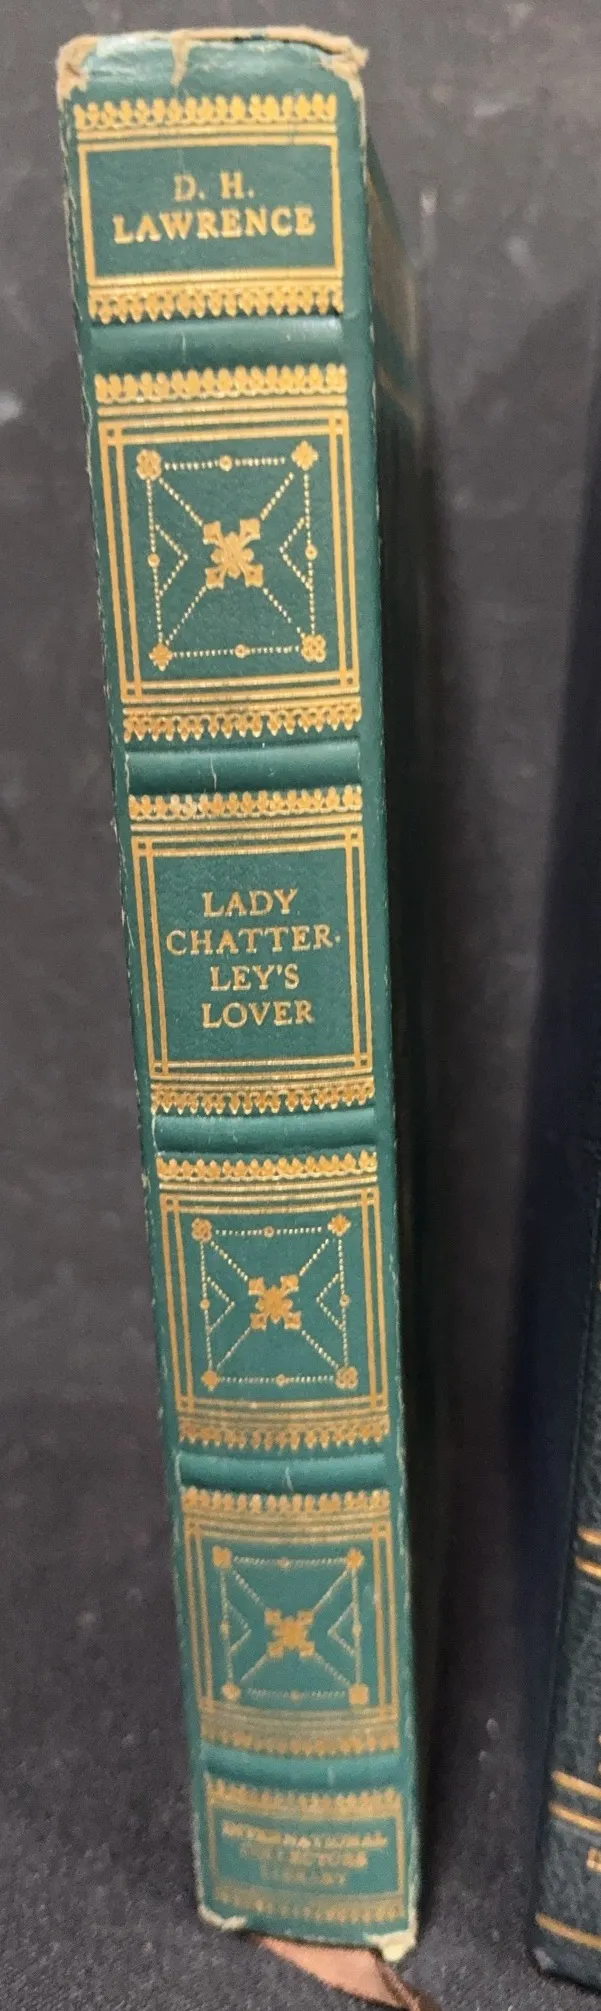 D. H.
LAWRENCE
LADY
CHATTER-
LEY'S
LOVER
INTERNATIONAL
COLLECTORS
LIBRARY